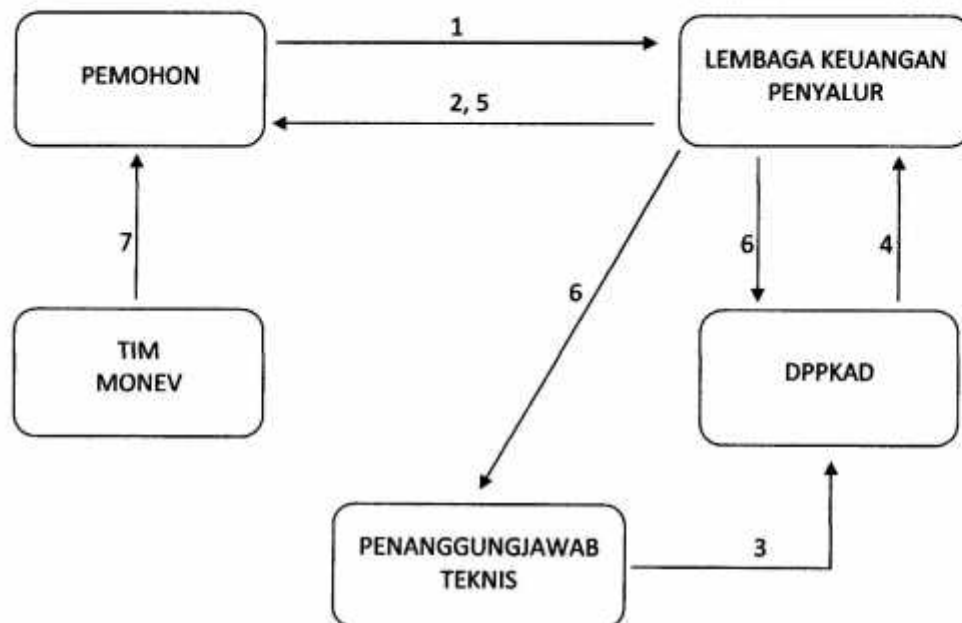 1
PEMOHON
LEMBAGA KEUANGAN
PENYALUR
2, 5
7
6
4
6
TIM
MONEV
DPPKAD
PENANGGUNGJAWAB
TEKNIS
3